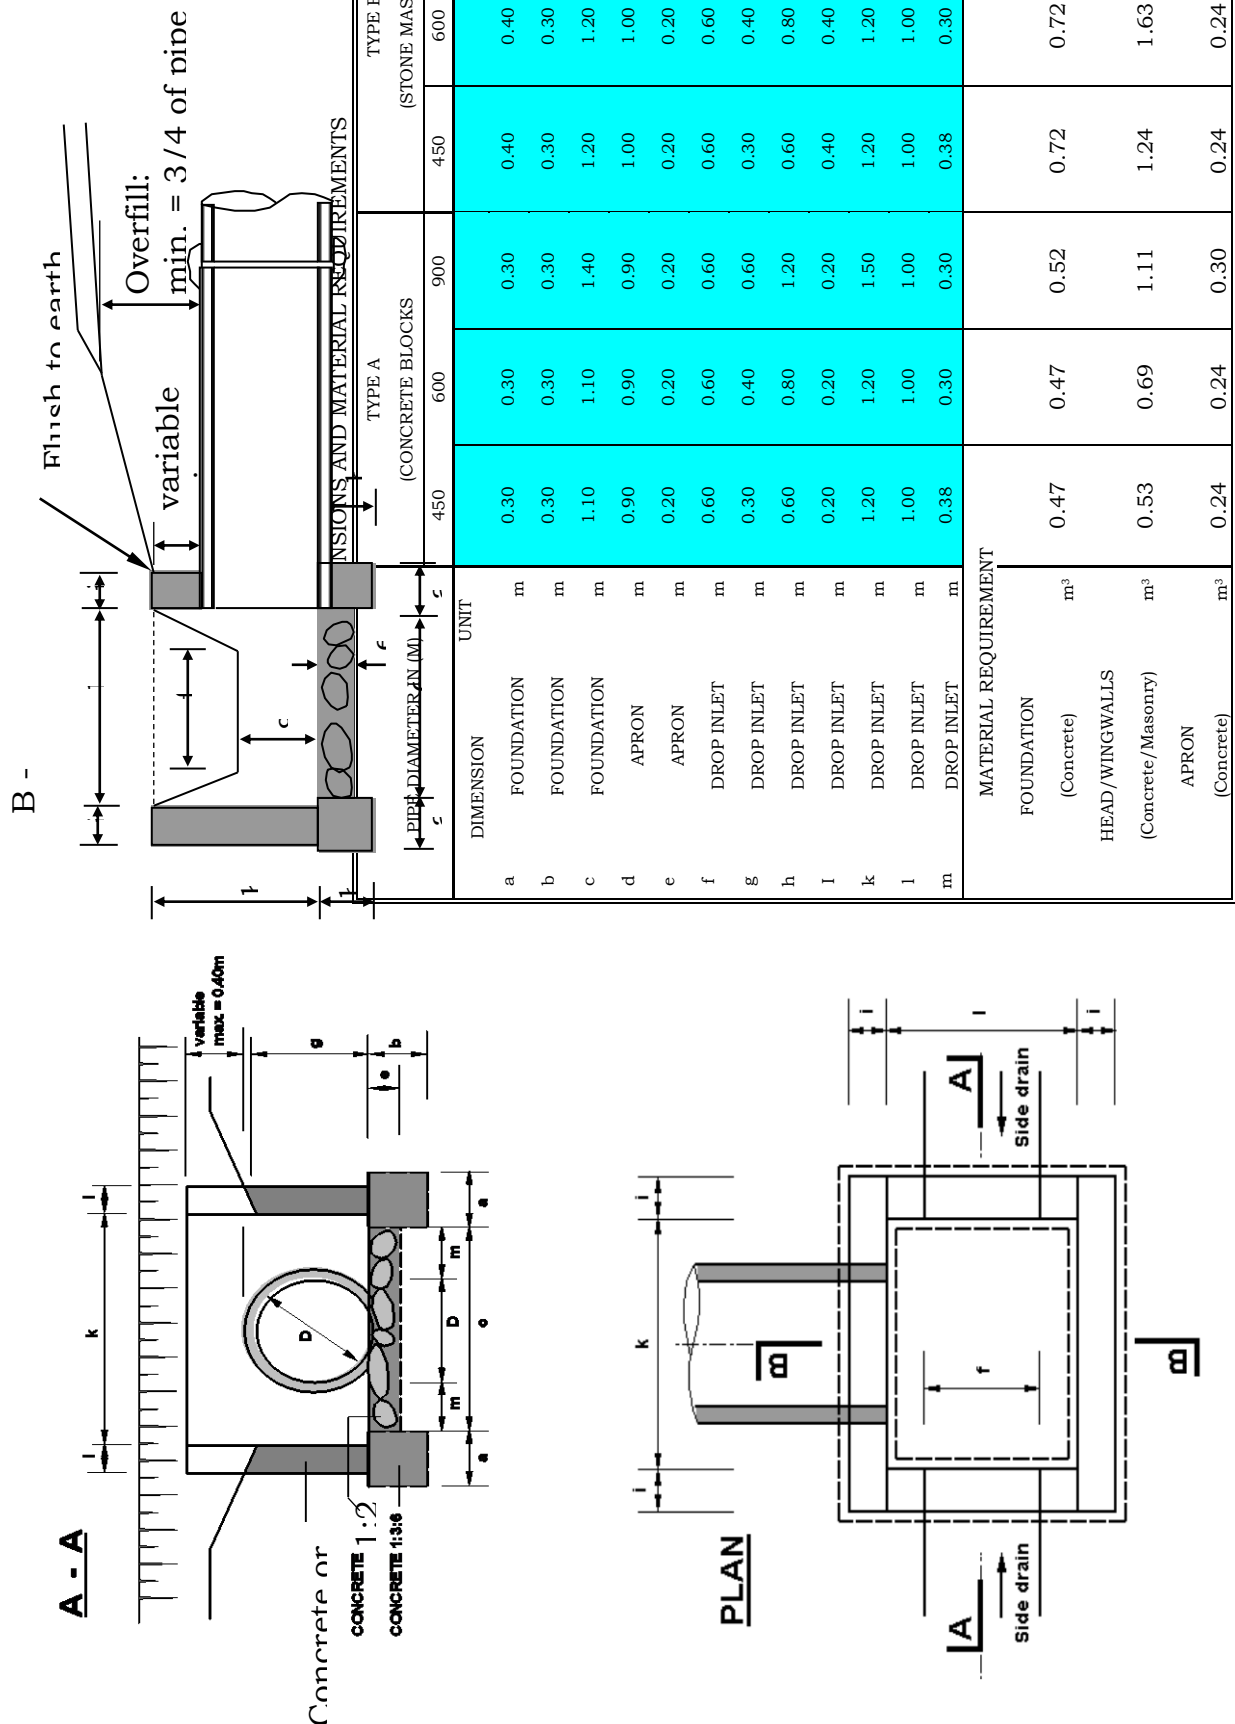 A - A
k
l
l
variable
max. = 0.40m
g
b
e
D
m
D
m
a
c
a
Concrete or
CONCRETE 1:2
CONCRETE 1:3:6
PLAN
i
k
i
i
l
i
f
A
A
B
B
Side drain
Side drain
B -
Flush to earth
variable
Overfill:
min. = 3/4 of pipe
NSIONS AND MATERIAL REQUIREMENTS
TYPE A
(CONCRETE BLOCKS
(STONE MAS
PIPE DIAMETER IN (M) 450 600 900 450 600
DIMENSION UNIT
a FOUNDATION m 0.30 0.30 0.30 0.40 0.40
b FOUNDATION m 0.30 0.30 0.30 0.30 0.30
c FOUNDATION m 1.10 1.10 1.40 1.20 1.20
d APRON m 0.90 0.90 0.90 1.00 1.00
e APRON m 0.20 0.20 0.20 0.20 0.20
f DROP INLET m 0.60 0.60 0.60 0.60 0.60
g DROP INLET m 0.30 0.40 0.60 0.30 0.40
h DROP INLET m 0.60 0.80 1.20 0.60 0.80
I DROP INLET m 0.20 0.20 0.20 0.40 0.40
k DROP INLET m 1.20 1.20 1.50 1.20 1.20
l DROP INLET m 1.00 1.00 1.00 1.00 1.00
m DROP INLET m 0.38 0.30 0.30 0.38 0.30
MATERIAL REQUIREMENT
FOUNDATION
(Concrete) m³ 0.47 0.47 0.52 0.72 0.72
HEAD/WINGWALLS
(Concrete/Masonry) m³ 0.53 0.69 1.11 1.24 1.63
APRON
(Concrete) m³ 0.24 0.24 0.30 0.24 0.24